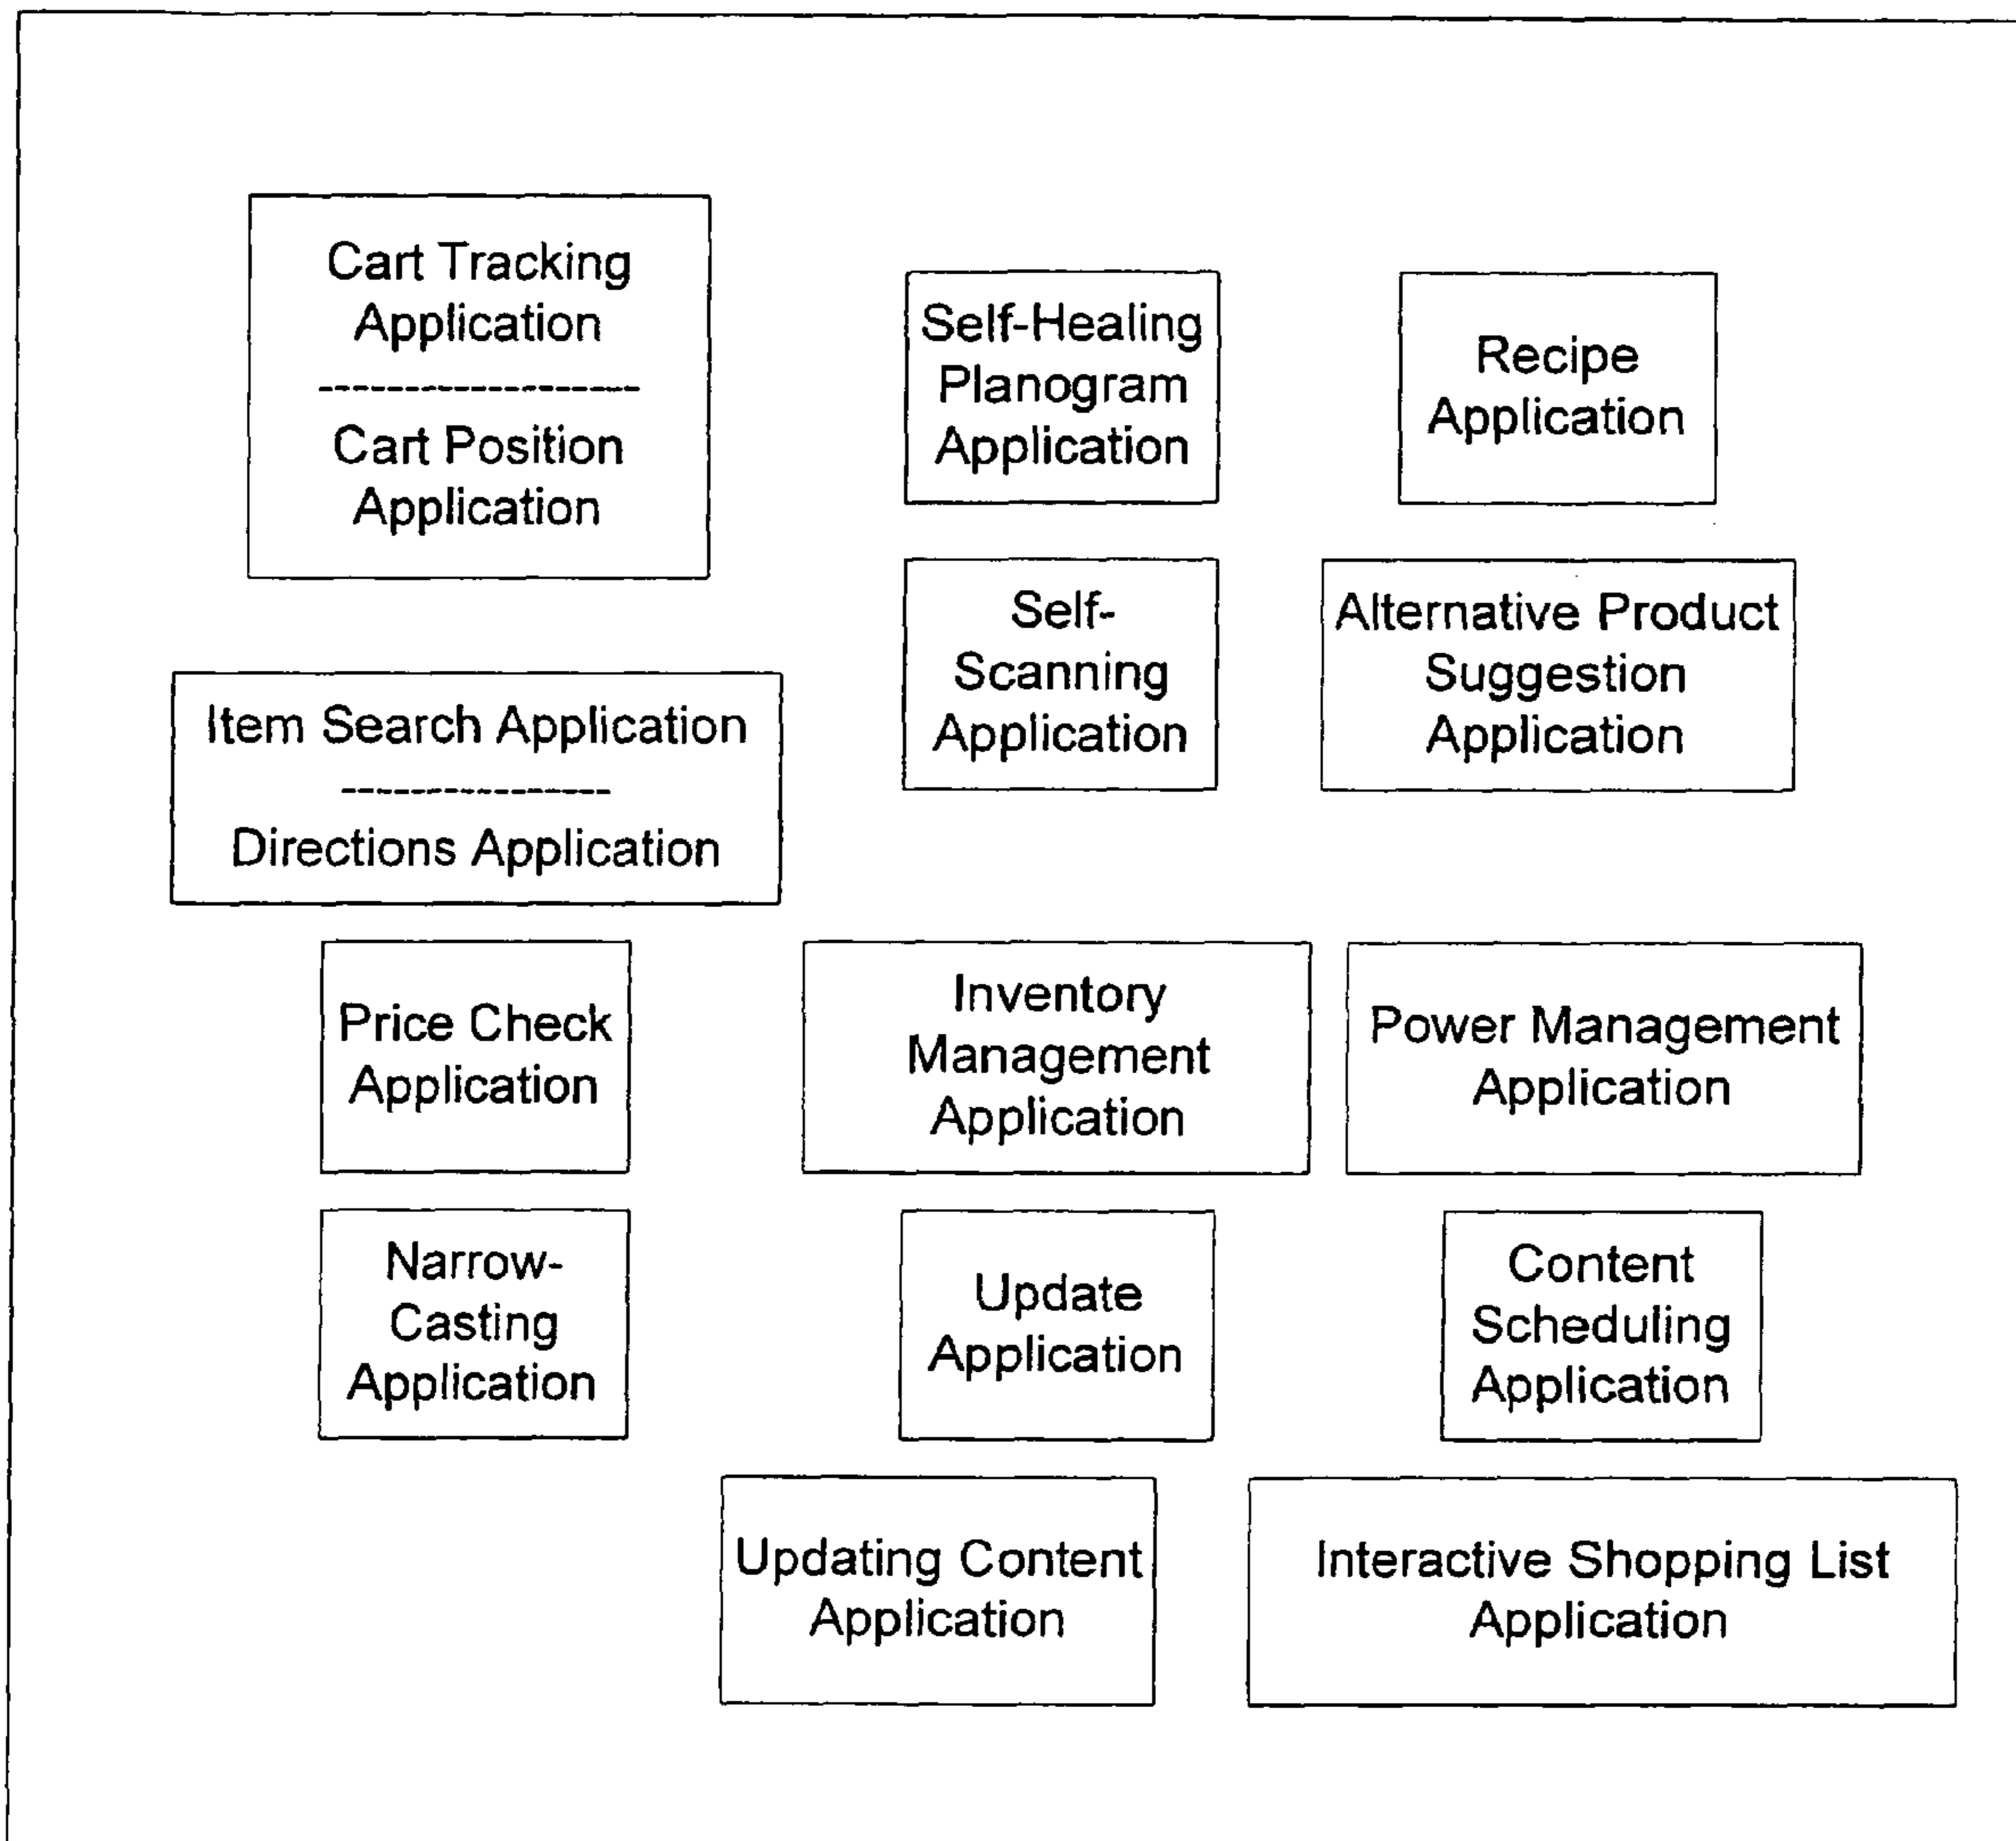 Cart Tracking
Application
--------------------
Cart Position
Application
Self-Healing
Planogram
Application
Recipe
Application
Self-
Scanning
Application
Alternative Product
Suggestion
Application
Item Search Application
-----------------
Directions Application
Price Check
Application
Inventory
Management
Application
Power Management
Application
Narrow-
Casting
Application
Update
Application
Content
Scheduling
Application
Updating Content
Application
Interactive Shopping List
Application